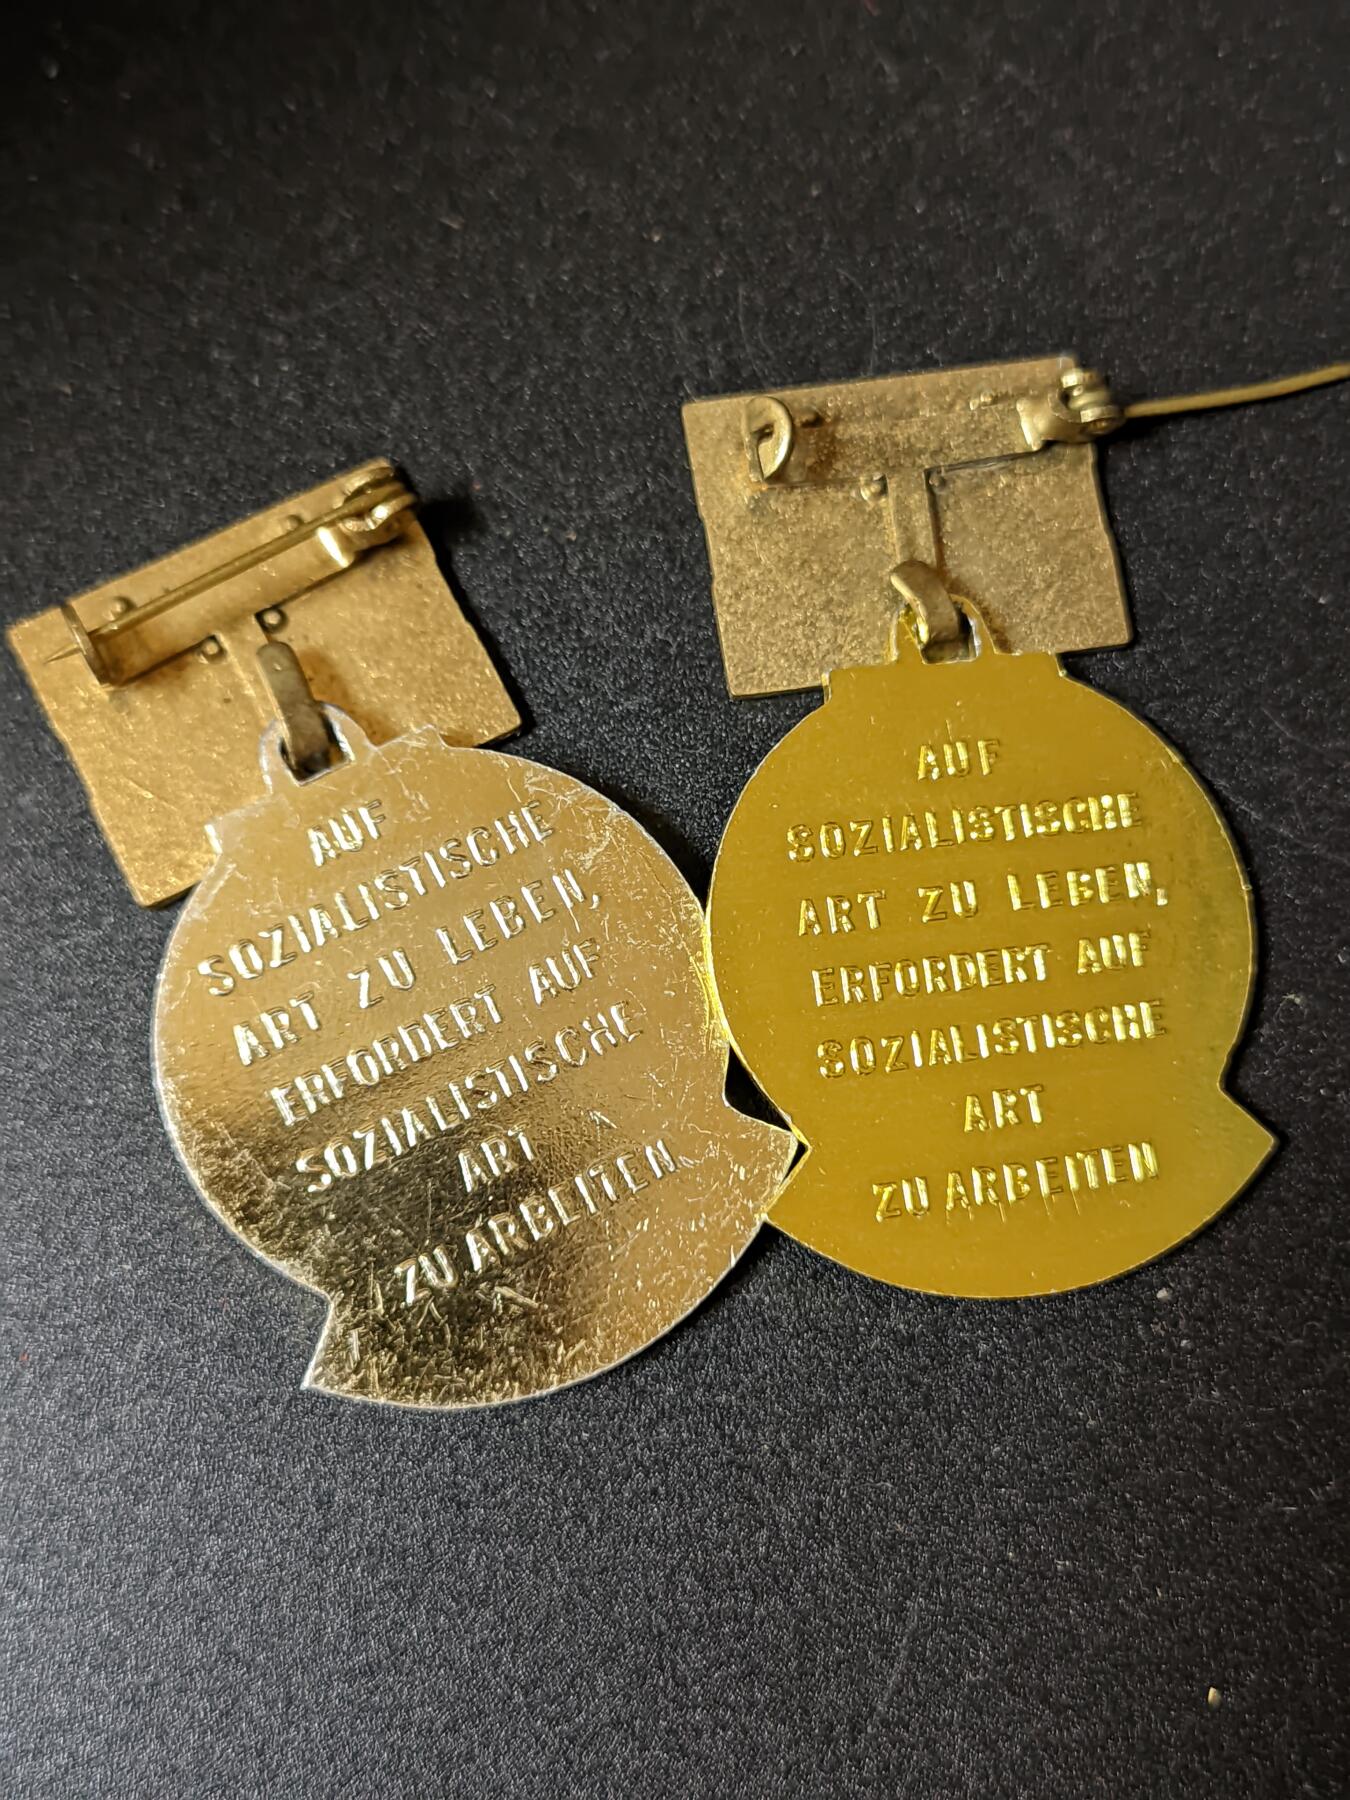 AUF
SOZIALISTISCHE
ART ZU LEBEN,
ERFORDERT AUF
SOZIALISTISCHE
ART
ZU ARBEITEN
AUF
SOZIALISTISCHE
ART ZU LEBEN,
ERFORDERT AUF
SOZIALISTISCHE
ART
ZU ARBEITEN